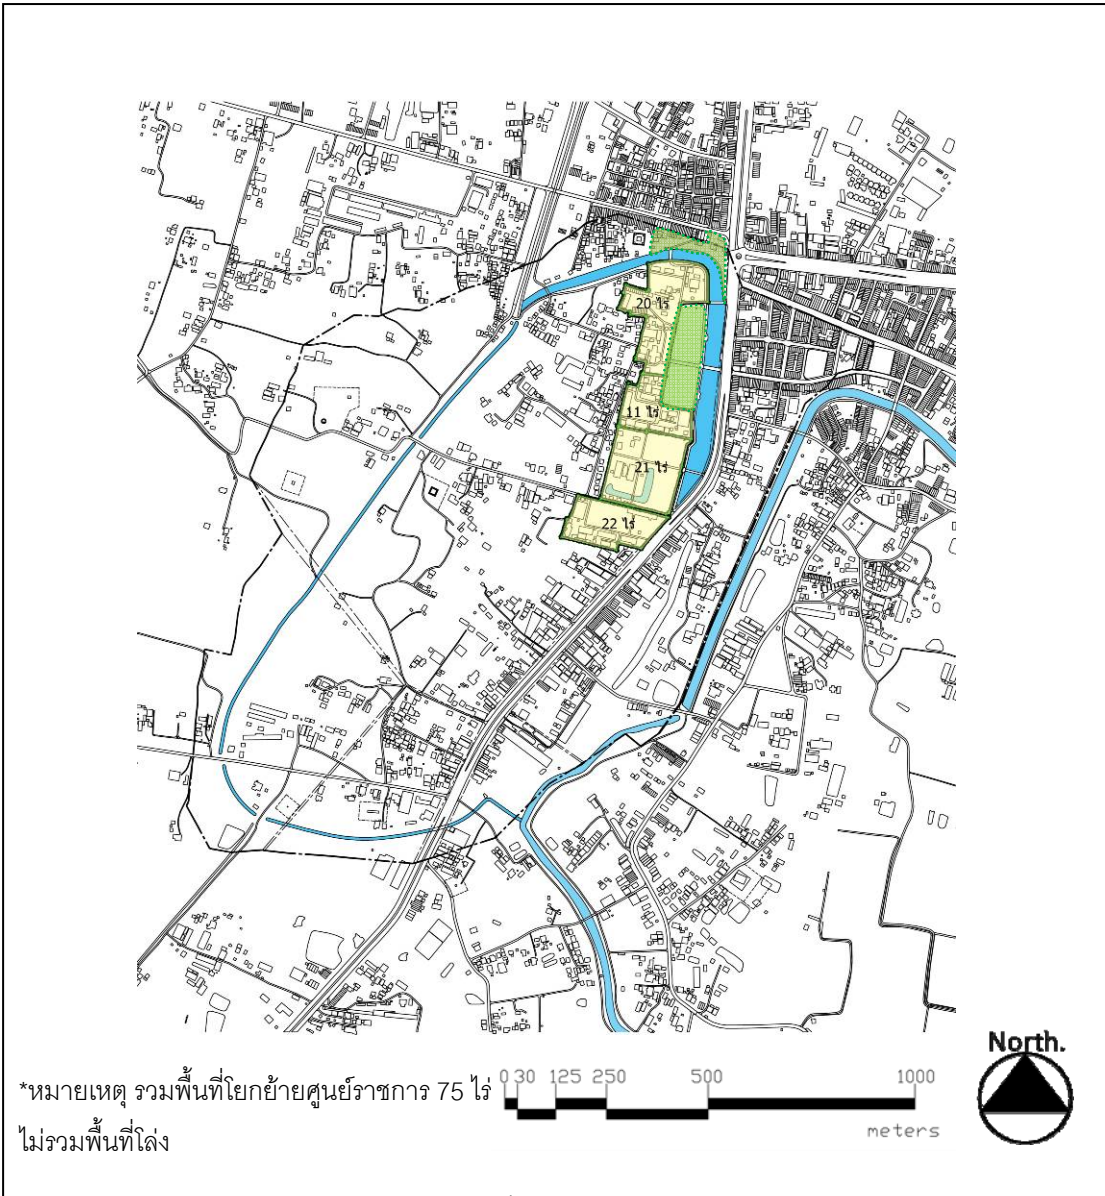 20 ไร่
11 ไร่
21 ไร่
22 ไร่
North.
*หมายเหตุ รวมพื้นที่โยกย้ายศูนย์ราชการ 75 ไร่
ไม่รวมพื้นที่โล่ง
0 30 125 250 500 1000
meters